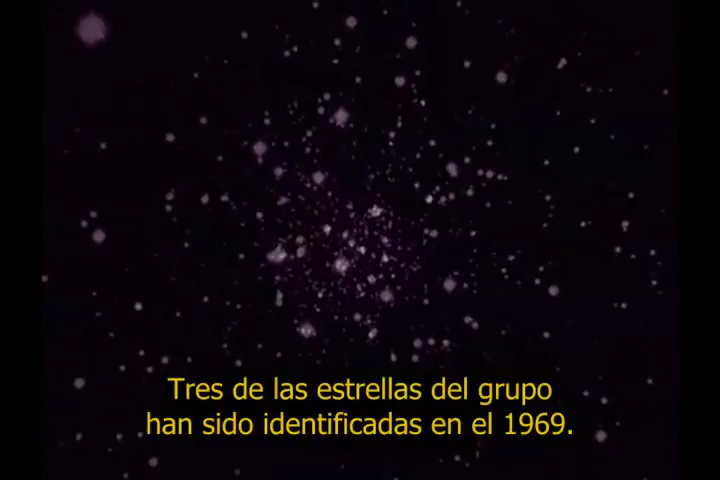 Tres de las estrellas del grupo
han sido identificadas en el 1969.